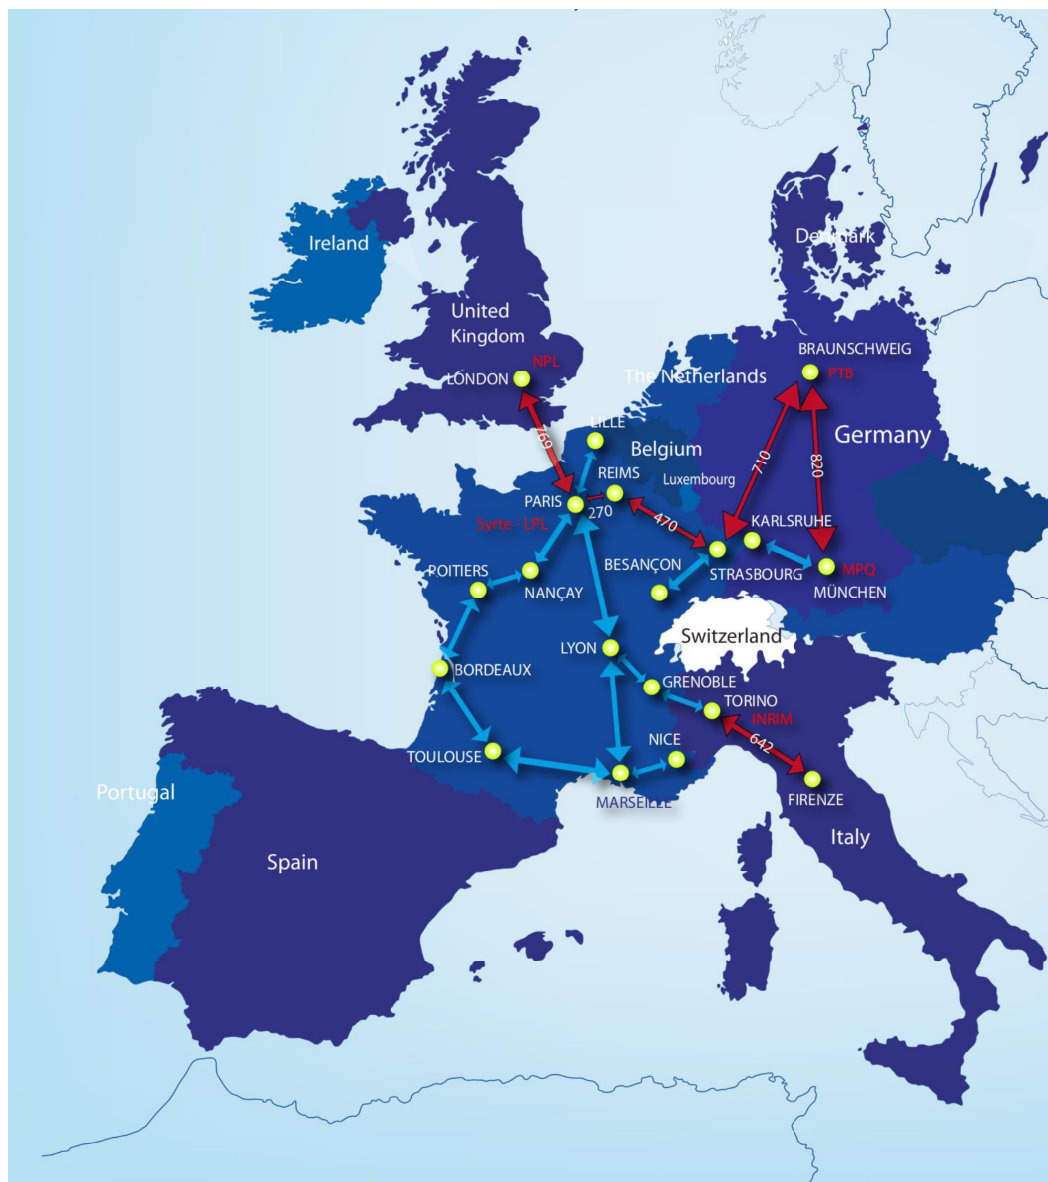 Denmark
Ireland
United
Kingdom
NPL
LONDON
BRAUNSCHWEIG
PTB
The Netherlands
769
LILLE
Belgium
Germany
710
820
REIMS
Luxembourg
PARIS
270
470
KARLSRUHE
Syrte - LPL
BESANÇON
STRASBOURG
MPQ
MÜNCHEN
POITIERS
NANÇAY
Switzerland
LYON
BORDEAUX
GRENOBLE
TORINO
INRIM
642
NICE
TOULOUSE
MARSEILLE
FIRENZE
Portugal
Italy
Spain